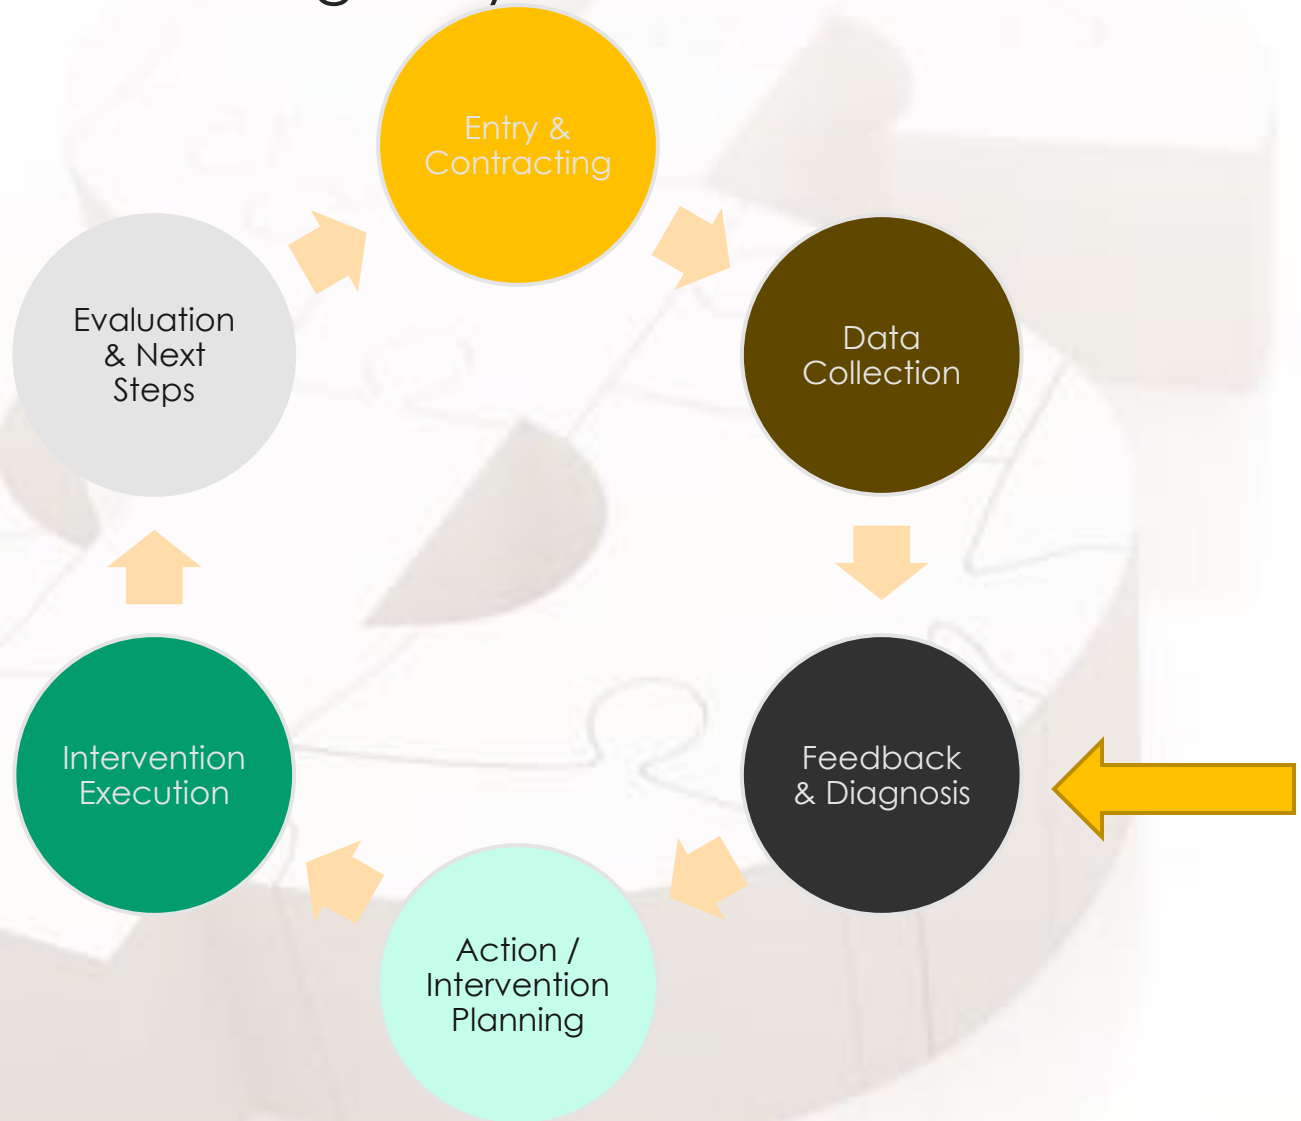 Entry &
Contracting
Data
Collection
Feedback
& Diagnosis
Action /
Intervention
Planning
Intervention
Execution
Evaluation
& Next
Steps